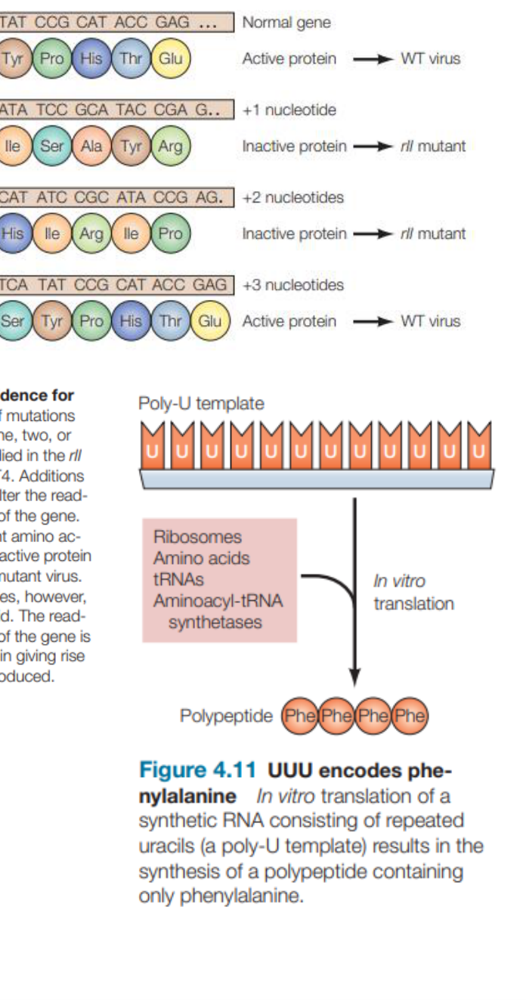 TAT CCG CAT ACC GAG ... Normal gene
Tyr Pro His Thr Glu Active protein WT virus
ATA TCC GCA TAC CGA G.. +1 nucleotide
Ile Ser Ala Tyr Arg Inactive protein rII mutant
CAT ATC CGC ATA CCG AG. +2 nucleotides
His Ile Arg Ile Pro Inactive protein rII mutant
TCA TAT CCG CAT ACC GAG +3 nucleotides
Ser Tyr Pro His Thr Glu Active protein WT virus
dence for
f mutations
ne, two, or
lied in the rII
T4. Additions
lter the read-
of the gene.
nt amino ac-
active protein
mutant virus.
es, however,
d. The read-
of the gene is
in giving rise
oduced.
Poly-U template
U U U U U U U U U U U U
Ribosomes
Amino acids
tRNAs
Aminoacyl-tRNA
synthetases
In vitro
translation
Polypeptide Phe Phe Phe Phe
Figure 4.11 UUU encodes phe-
nylalanine In vitro translation of a
synthetic RNA consisting of repeated
uracils (a poly-U template) results in the
synthesis of a polypeptide containing
only phenylalanine.